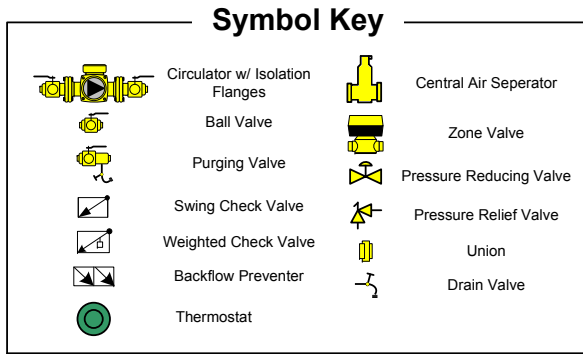 Symbol Key
Circulator w/ Isolation
Flanges
Ball Valve
Purging Valve
Swing Check Valve
Weighted Check Valve
Backflow Preventer
Thermostat
Central Air Seperator
Zone Valve
Pressure Reducing Valve
Pressure Relief Valve
Union
Drain Valve